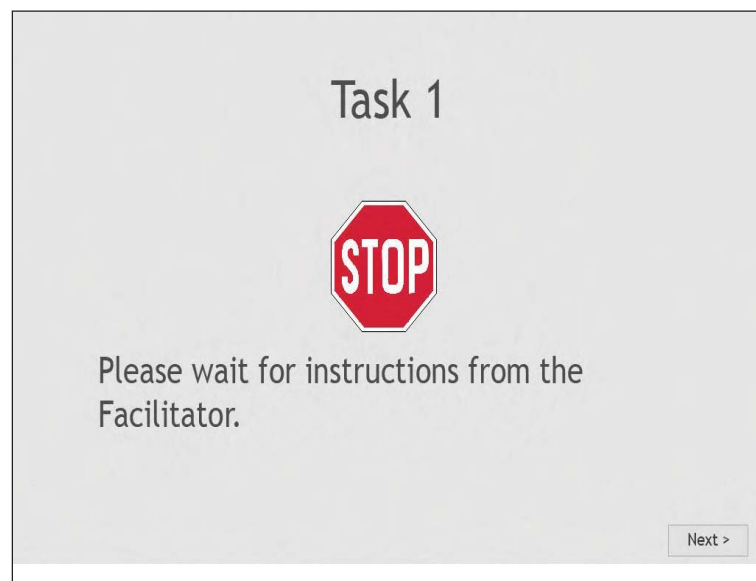 Task 1
STOP
Please wait for instructions from the
Facilitator.
Next >